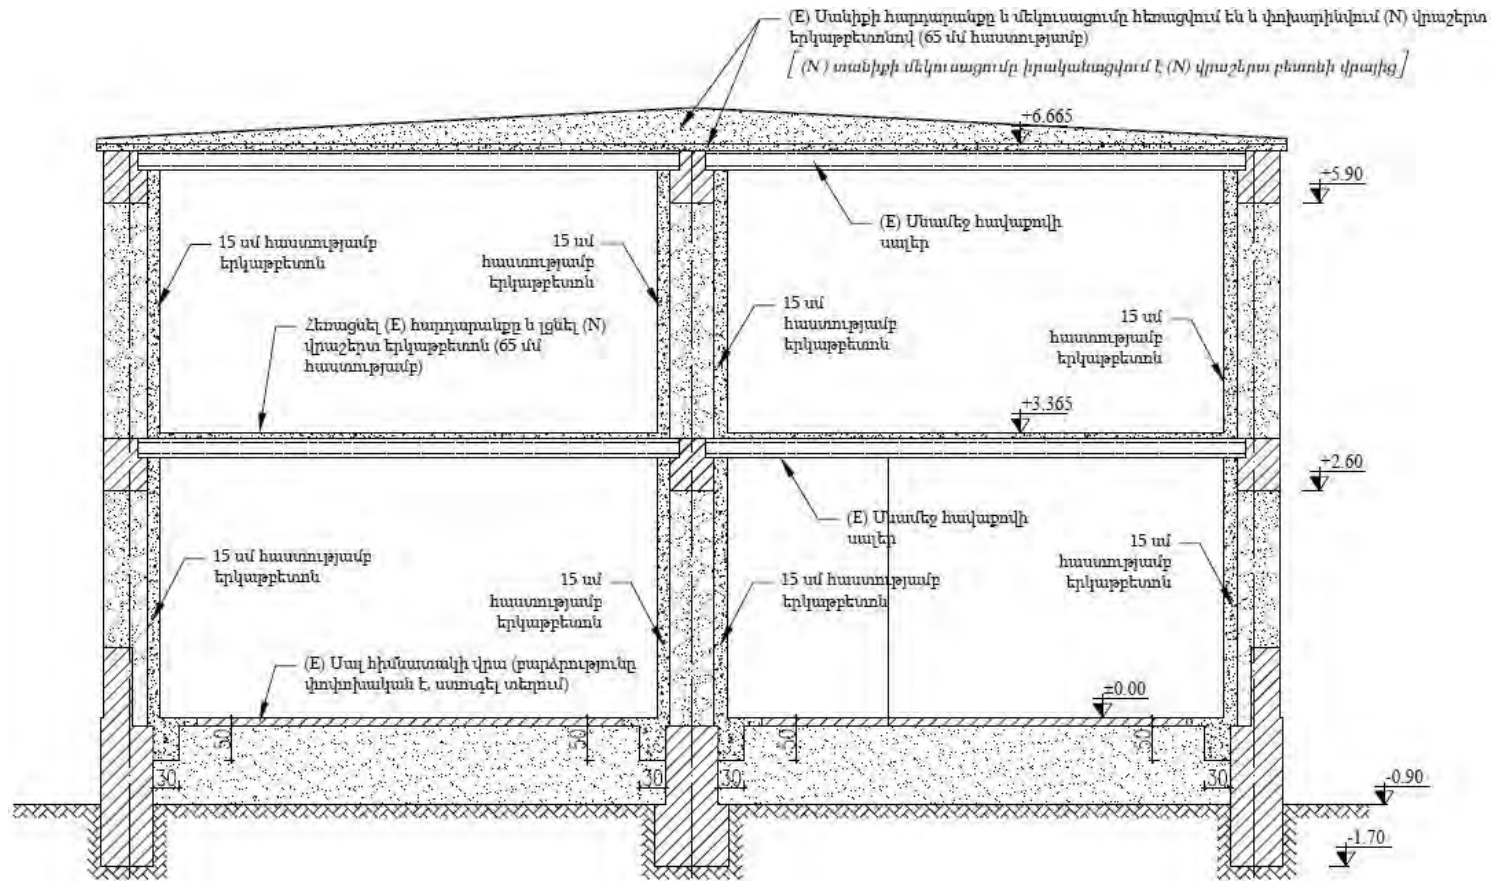 (E) Սանիքի հարդարանքը և մեկուսացումը հեռացվում են և փոխարինվում (N) վրաշերտ
երկաթբետոնով (65 մմ հաստությամբ)
[ (N ) տանիքի մեկուսացումը իրականացվում է (N) վրաշերտ բետոնի վրայից ]
+6.665
+5.90
(E) Սնամեջ հավաքովի
սալեր
15 սմ հաստությամբ
երկաթբետոն
15 սմ
հաստությամբ
երկաթբետոն
15 սմ
հաստությամբ
երկաթբետոն
15 սմ
հաստությամբ
երկաթբետոն
Հեռացնել (E) հարդարանքը և լցնել (N)
վրաշերտ երկաթբետոն (65 մմ
հաստությամբ)
+3.365
+2.60
(E) Սնամեջ հավաքովի
սալեր
15 սմ հաստությամբ
երկաթբետոն
15 սմ
հաստությամբ
երկաթբետոն
15 սմ հաստությամբ
երկաթբետոն
15 սմ
հաստությամբ
երկաթբետոն
(E) Սալ հիմնատակի վրա (բարձրությունը
փոփոխական է, ստուգել տեղում)
±0.00
50
50
50
50
30
30
30
30
-0.90
-1.70